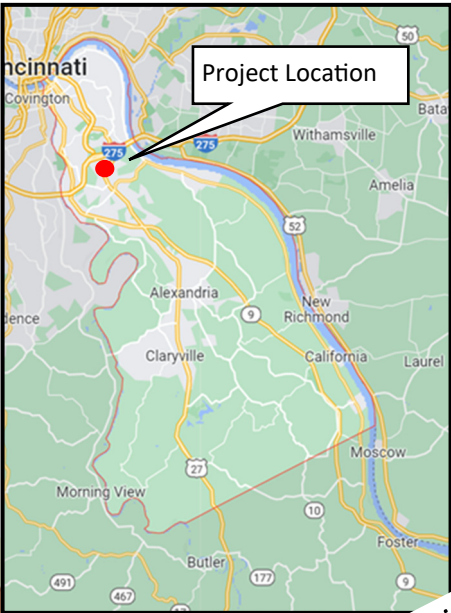 50
ncinnati
Project Location
Covington
Bata
275
275
Withamsville
Amelia
52
Alexandria
9
New
Richmond
dence
Claryville
California
Laurel
27
Moscow
Morning View
10
Foster
Butler
177
491
467
9